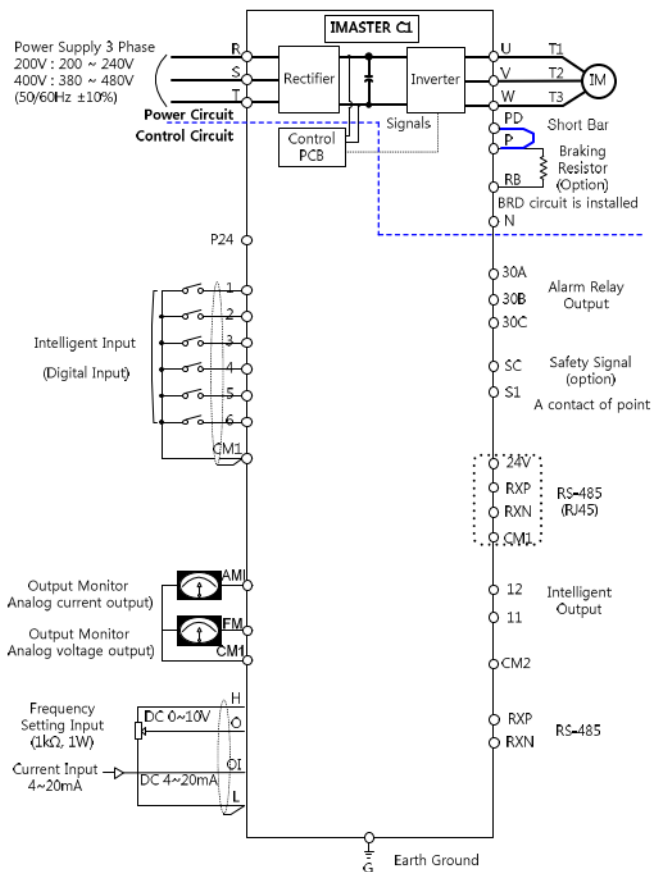 IMASTER C1
Power Supply 3 Phase
200V : 200 ~ 240V
400V : 380 ~ 480V
(50/60Hz ±10%)
R
S
T
Rectifier
Inverter
U
V
W
T1
T2
T3
IM
Power Circuit
Control Circuit
Control
PCB
Signals
PD
P
Short Bar
Braking
Resistor
(Option)
RB
BRD circuit is installed
N
P24
1
2
3
4
5
6
CM1
Intelligent Input
(Digital Input)
30A
30B
30C
Alarm Relay
Output
SC
S1
Safety Signal
(option)
A contact of point
24V
RXP
RXN
CM1
RS-485
(RJ45)
AMI
Output Monitor
Analog current output)
FM
Output Monitor
Analog voltage output)
CM1
12
11
Intelligent
Output
CM2
H
Frequency
Setting Input
(1kΩ, 1W)
DC 0~10V
O
Current Input
4~20mA
OI
DC 4~20mA
L
RXP
RXN
RS-485
G
Earth Ground